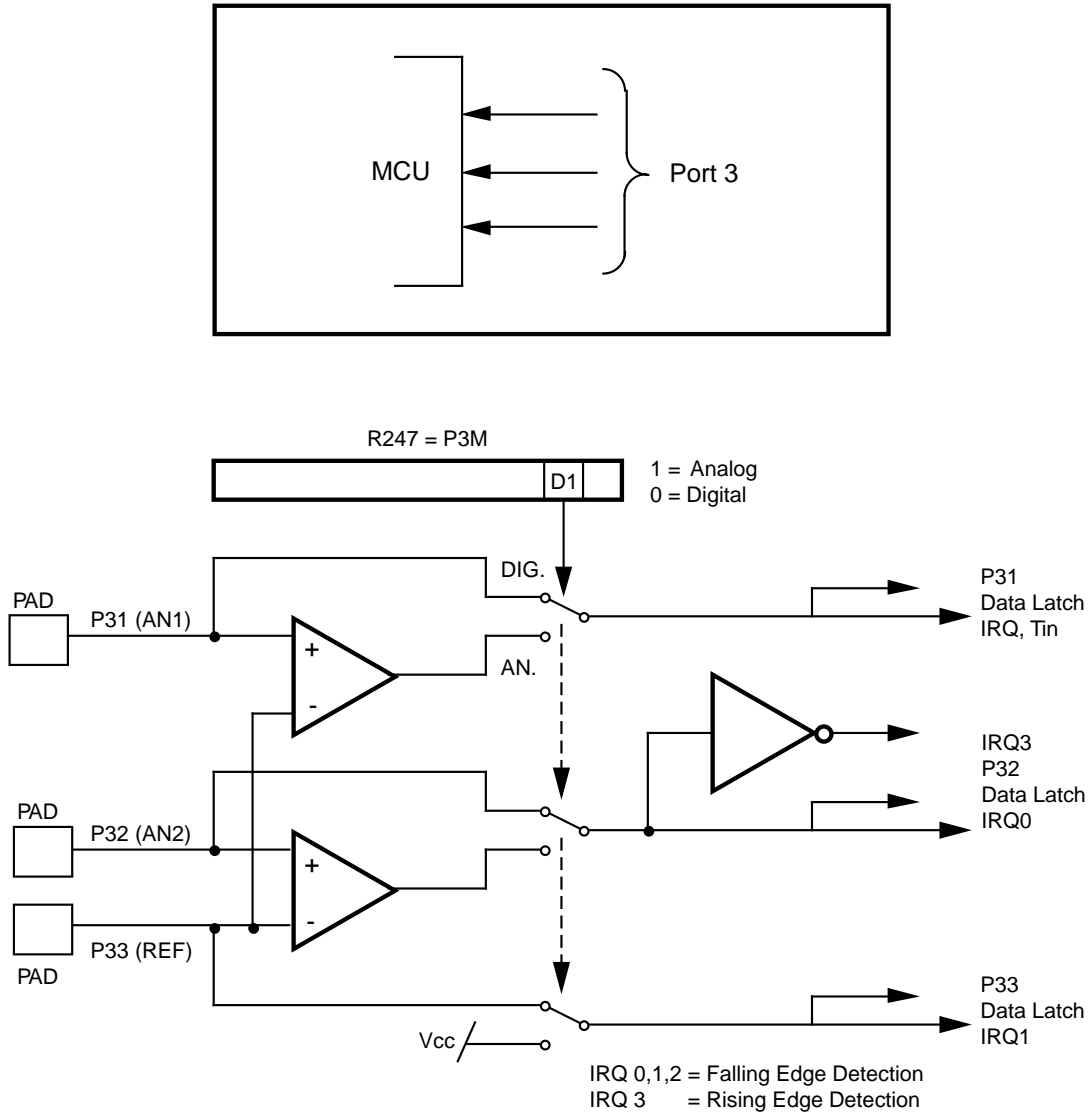 MCU
Port 3
R247 = P3M
D1
1 = Analog
0 = Digital
DIG.
PAD
P31 (AN1)
+
-
AN.
P31
Data Latch
IRQ, Tin
IRQ3
P32
Data Latch
IRQ0
PAD
P32 (AN2)
+
-
P33 (REF)
PAD
P33
Data Latch
IRQ1
Vcc
IRQ 0,1,2 = Falling Edge Detection
IRQ 3 = Rising Edge Detection